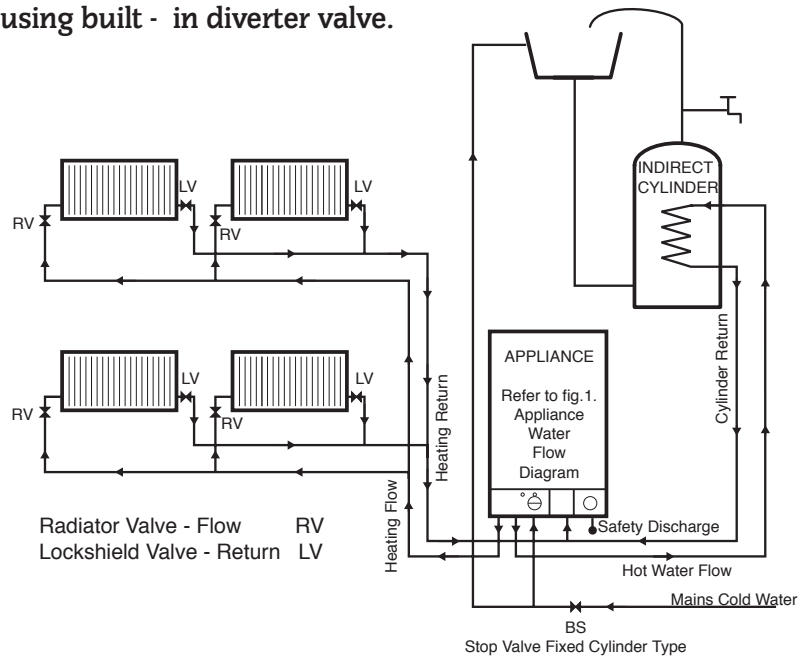 using built - in diverter valve.
INDIRECT
CYLINDER
LV
LV
RV
RV
LV
LV
RV
RV
APPLIANCE
Refer to fig.1.
Appliance
Water
Flow
Diagram
Cylinder Return
Heating Return
Heating Flow
Radiator Valve - Flow RV
Lockshield Valve - Return LV
Safety Discharge
Hot Water Flow
Mains Cold Water
BS
Stop Valve Fixed Cylinder Type